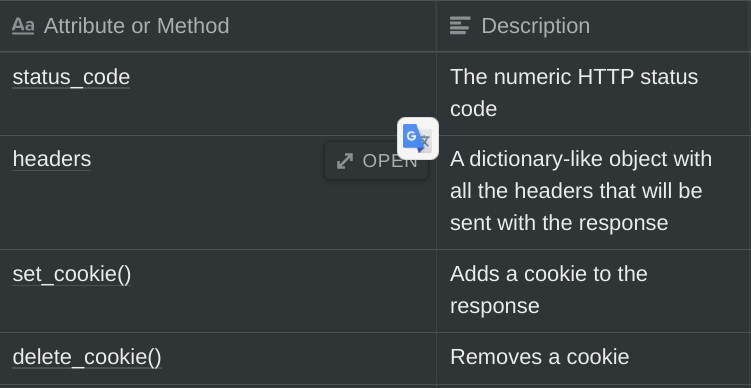 Aa Attribute or Method
Description
status_code
The numeric HTTP status
code
headers
OPEN
A dictionary-like object with
all the headers that will be
sent with the response
set_cookie()
Adds a cookie to the
response
delete_cookie()
Removes a cookie